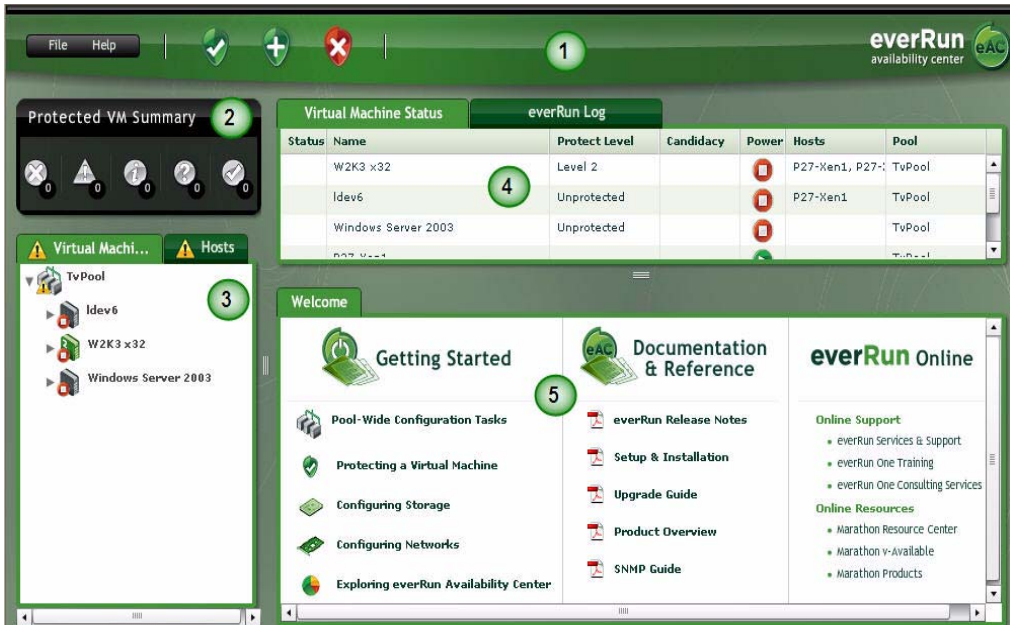 File Help
1
everRun
availability center
eAC
Protected VM Summary 2
0 0 0 0 0
Virtual Machine Status everRun Log
Status Name Protect Level Candidacy Power Hosts Pool
W2K3 x32 Level 2 P27-Xen1, P27-X TvPool
ldev6 Unprotected P27-Xen1 TvPool
Windows Server 2003 Unprotected TvPool
P27-Xen1 TvPool
4
Virtual Machi... Hosts
TvPool
ldev6
2
W2K3 x32
Windows Server 2003
3
Welcome
Getting Started
Pool-Wide Configuration Tasks
Protecting a Virtual Machine
Configuring Storage
Configuring Networks
Exploring everRun Availability Center
5
eAC
Documentation
& Reference
everRun Release Notes
Setup & Installation
Upgrade Guide
Product Overview
SNMP Guide
everRun Online
Online Support
everRun Services & Support
everRun One Training
everRun One Consulting Services
Online Resources
Marathon Resource Center
Marathon v-Available
Marathon Products